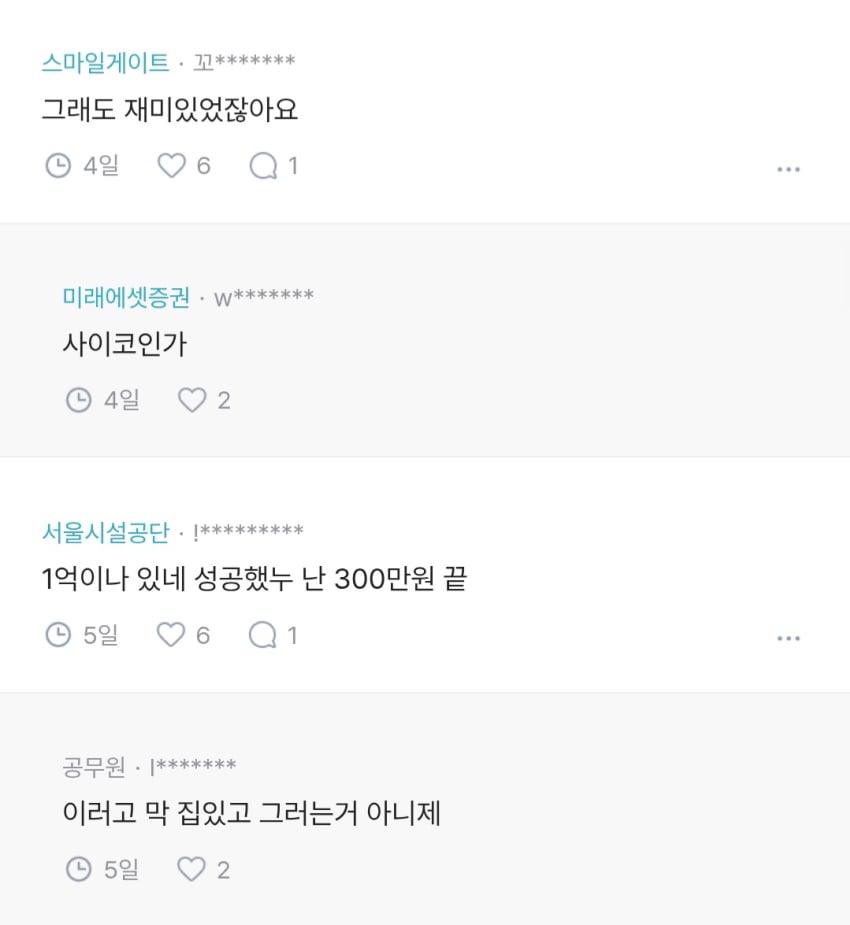 스마일게이트 · 꼬*******
그래도 재미있었잖아요
4일 6 1
미래에셋증권 · w*******
사이코인가
4일 2
서울시설공단 · !*********
1억이나 있네 성공했누 난 300만원 끝
5일 6 1
공무원 · l*******
이러고 막 집있고 그러는거 아니제
5일 2